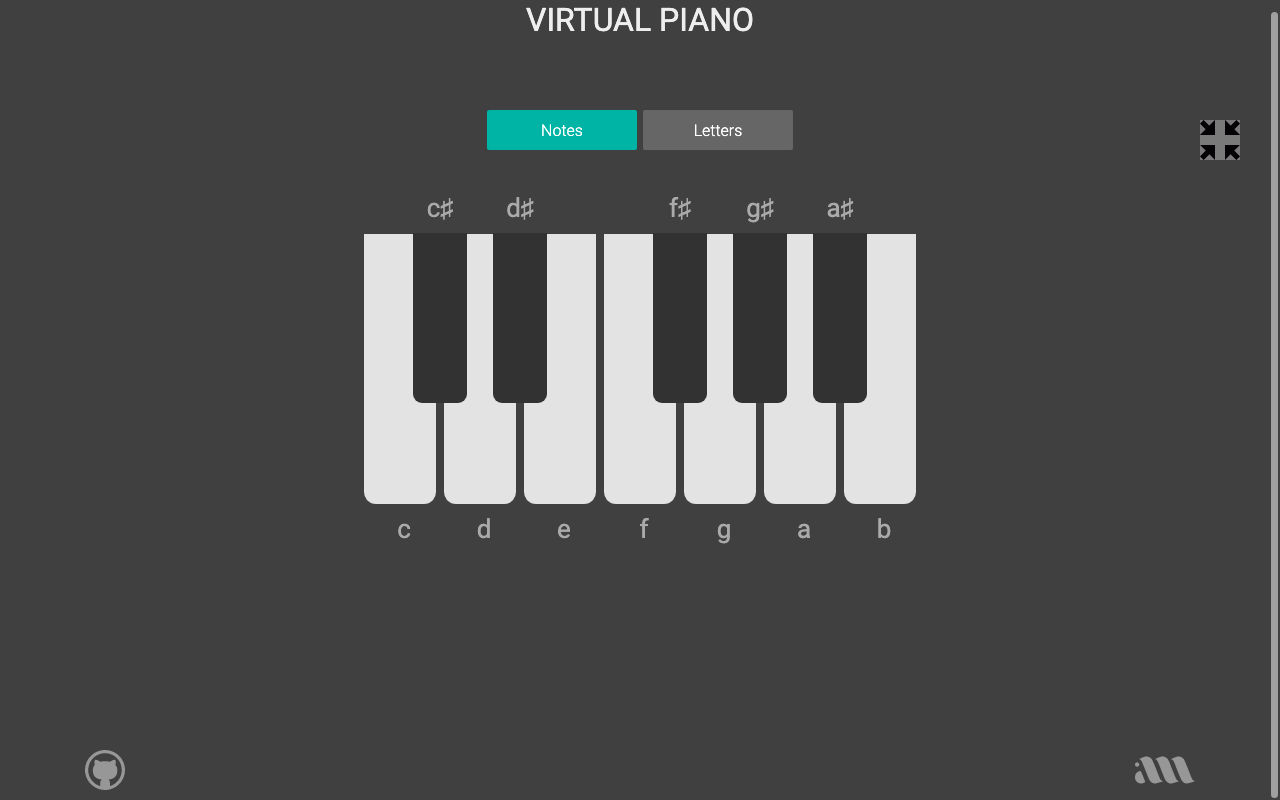 VIRTUAL PIANO
Notes Letters
c♯ d♯ f♯ g♯ a♯
c d e f g a b